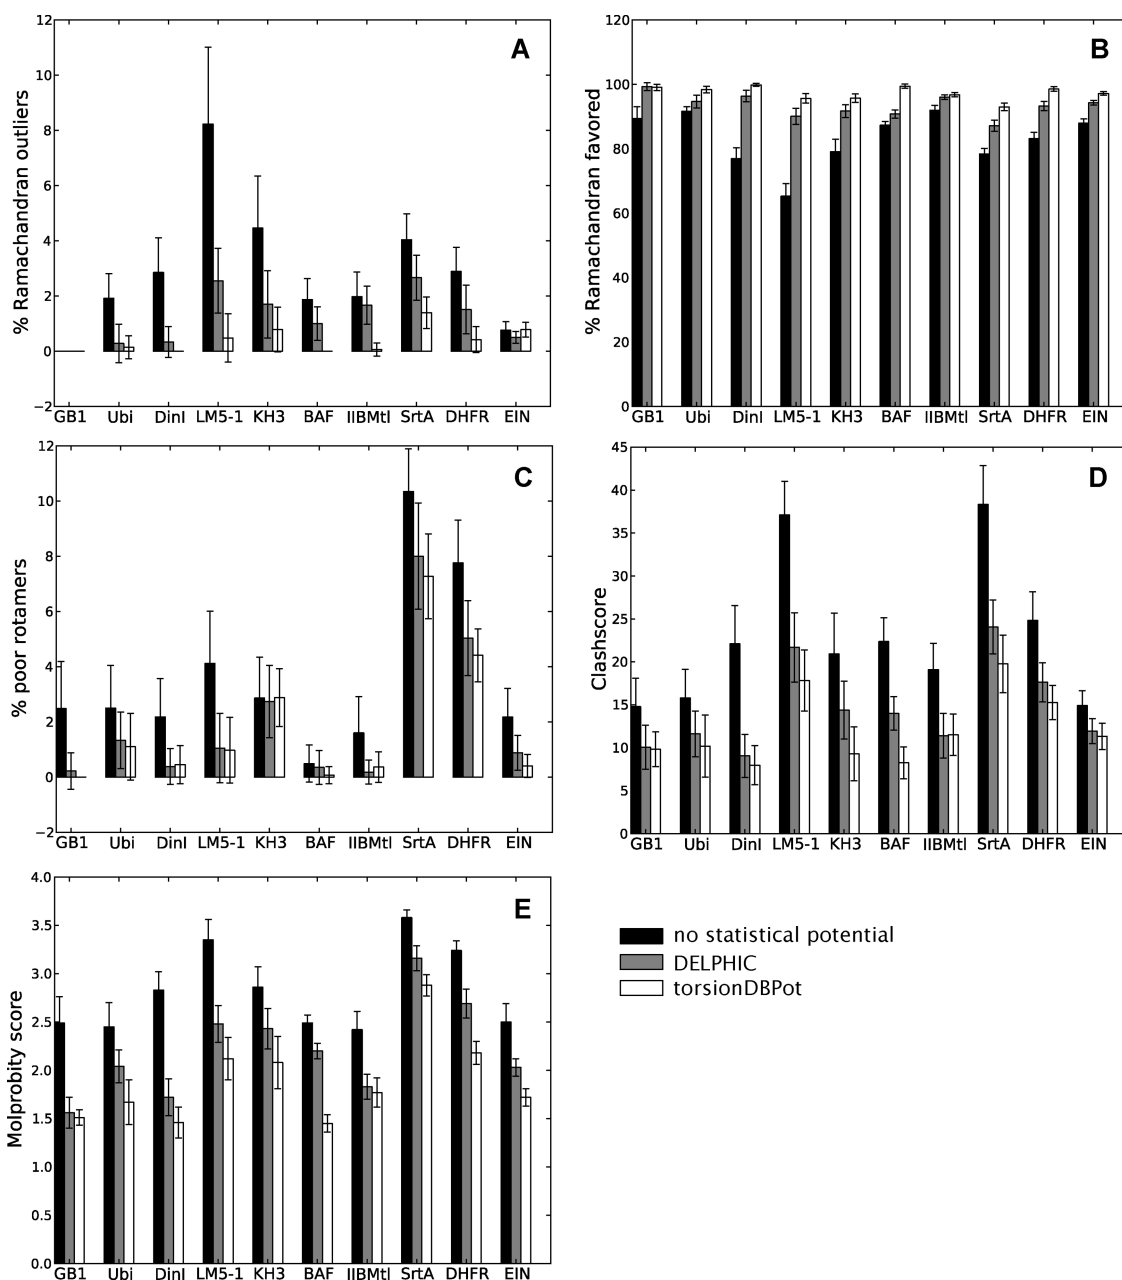 A
% Ramachandran outliers
12
10
8
6
4
2
0
−2
GB1 Ubi DinI LM5-1 KH3 BAF IIBMtl SrtA DHFR EIN
B
% Ramachandran favored
120
100
80
60
40
20
0
GB1 Ubi DinI LM5-1 KH3 BAF IIBMtl SrtA DHFR EIN
C
% poor rotamers
12
10
8
6
4
2
0
−2
GB1 Ubi DinI LM5-1 KH3 BAF IIBMtl SrtA DHFR EIN
D
Clashscore
45
40
35
30
25
20
15
10
5
0
GB1 Ubi DinI LM5-1 KH3 BAF IIBMtl SrtA DHFR EIN
E
Molprobity score
4.0
3.5
3.0
2.5
2.0
1.5
1.0
0.5
0.0
GB1 Ubi DinI LM5-1 KH3 BAF IIBMtl SrtA DHFR EIN
no statistical potential
DELPHIC
torsionDBPot